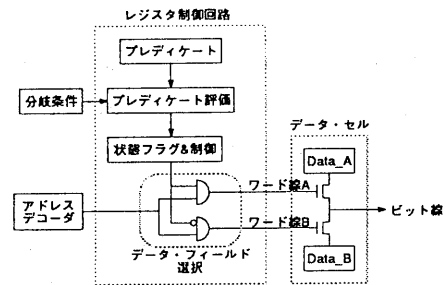 レジスタ制御回路
プレディケート
分岐条件
プレディケート評価
状態フラグ&制御
データ・セル
Data_A
ワード線A
アドレス
デコーダ
ビット線
ワード線B
データ・フィールド
選択
Data_B